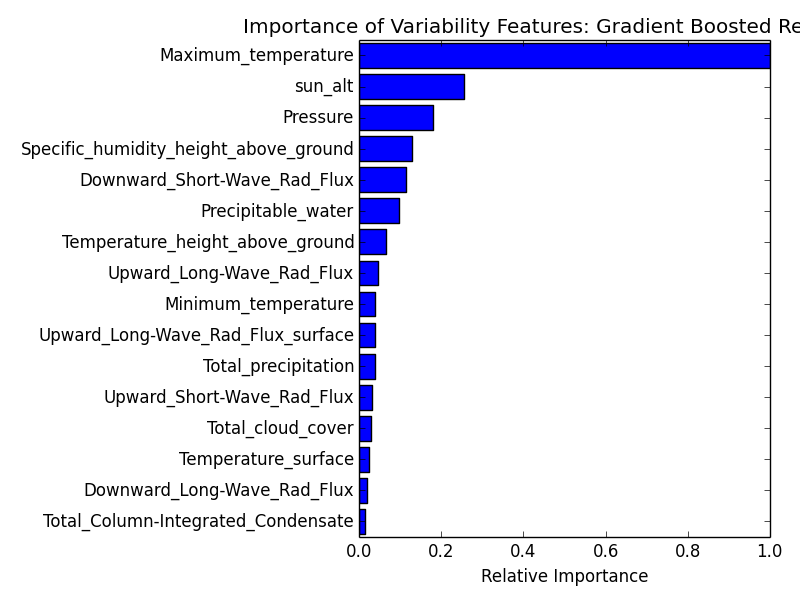 Importance of Variability Features: Gradient Boosted Re
Maximum_temperature
sun_alt
Pressure
Specific_humidity_height_above_ground
Downward_Short-Wave_Rad_Flux
Precipitable_water
Temperature_height_above_ground
Upward_Long-Wave_Rad_Flux
Minimum_temperature
Upward_Long-Wave_Rad_Flux_surface
Total_precipitation
Upward_Short-Wave_Rad_Flux
Total_cloud_cover
Temperature_surface
Downward_Long-Wave_Rad_Flux
Total_Column-Integrated_Condensate
0.0 0.2 0.4 0.6 0.8 1.0
Relative Importance